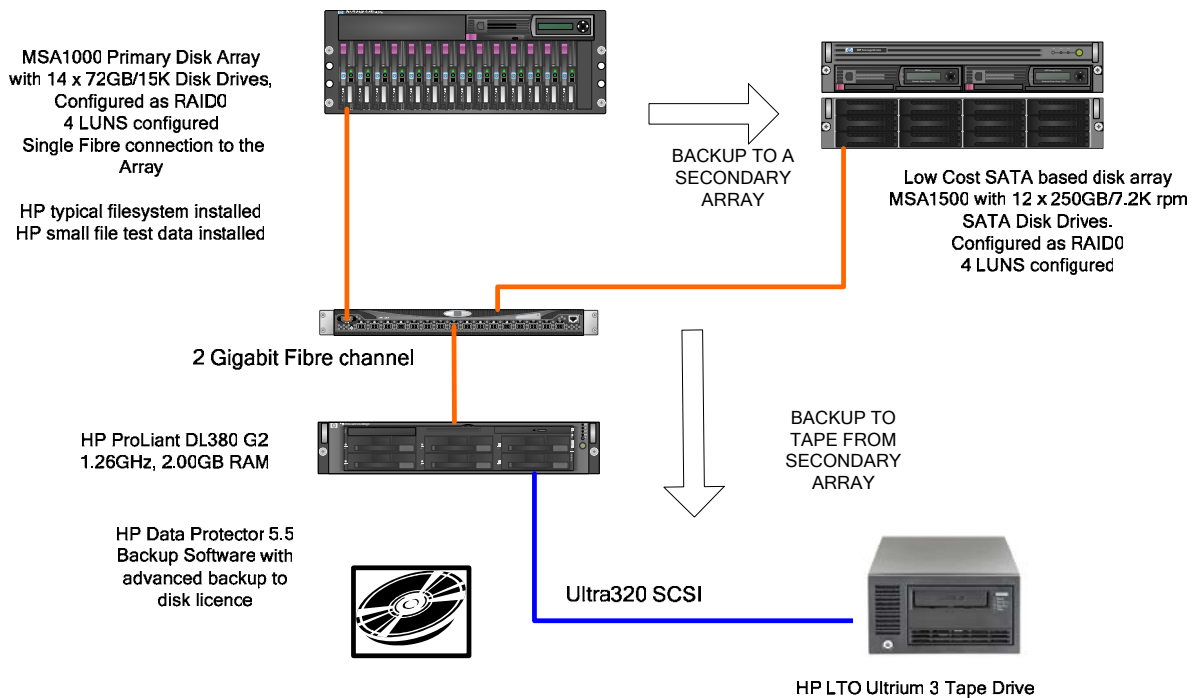 MSA1000 Primary Disk Array
with 14 x 72GB/15K Disk Drives,
Configured as RAID0
4 LUNS configured
Single Fibre connection to the
Array
HP typical filesystem installed
HP small file test data installed
BACKUP TO A
SECONDARY
ARRAY
Low Cost SATA based disk array
MSA1500 with 12 x 250GB/7.2K rpm
SATA Disk Drives.
Configured as RAID0
4 LUNS configured
2 Gigabit Fibre channel
HP ProLiant DL380 G2
1.26GHz, 2.00GB RAM
BACKUP TO
TAPE FROM
SECONDARY
ARRAY
HP Data Protector 5.5
Backup Software with
advanced backup to
disk licence
Ultra320 SCSI
HP LTO Ultrium 3 Tape Drive